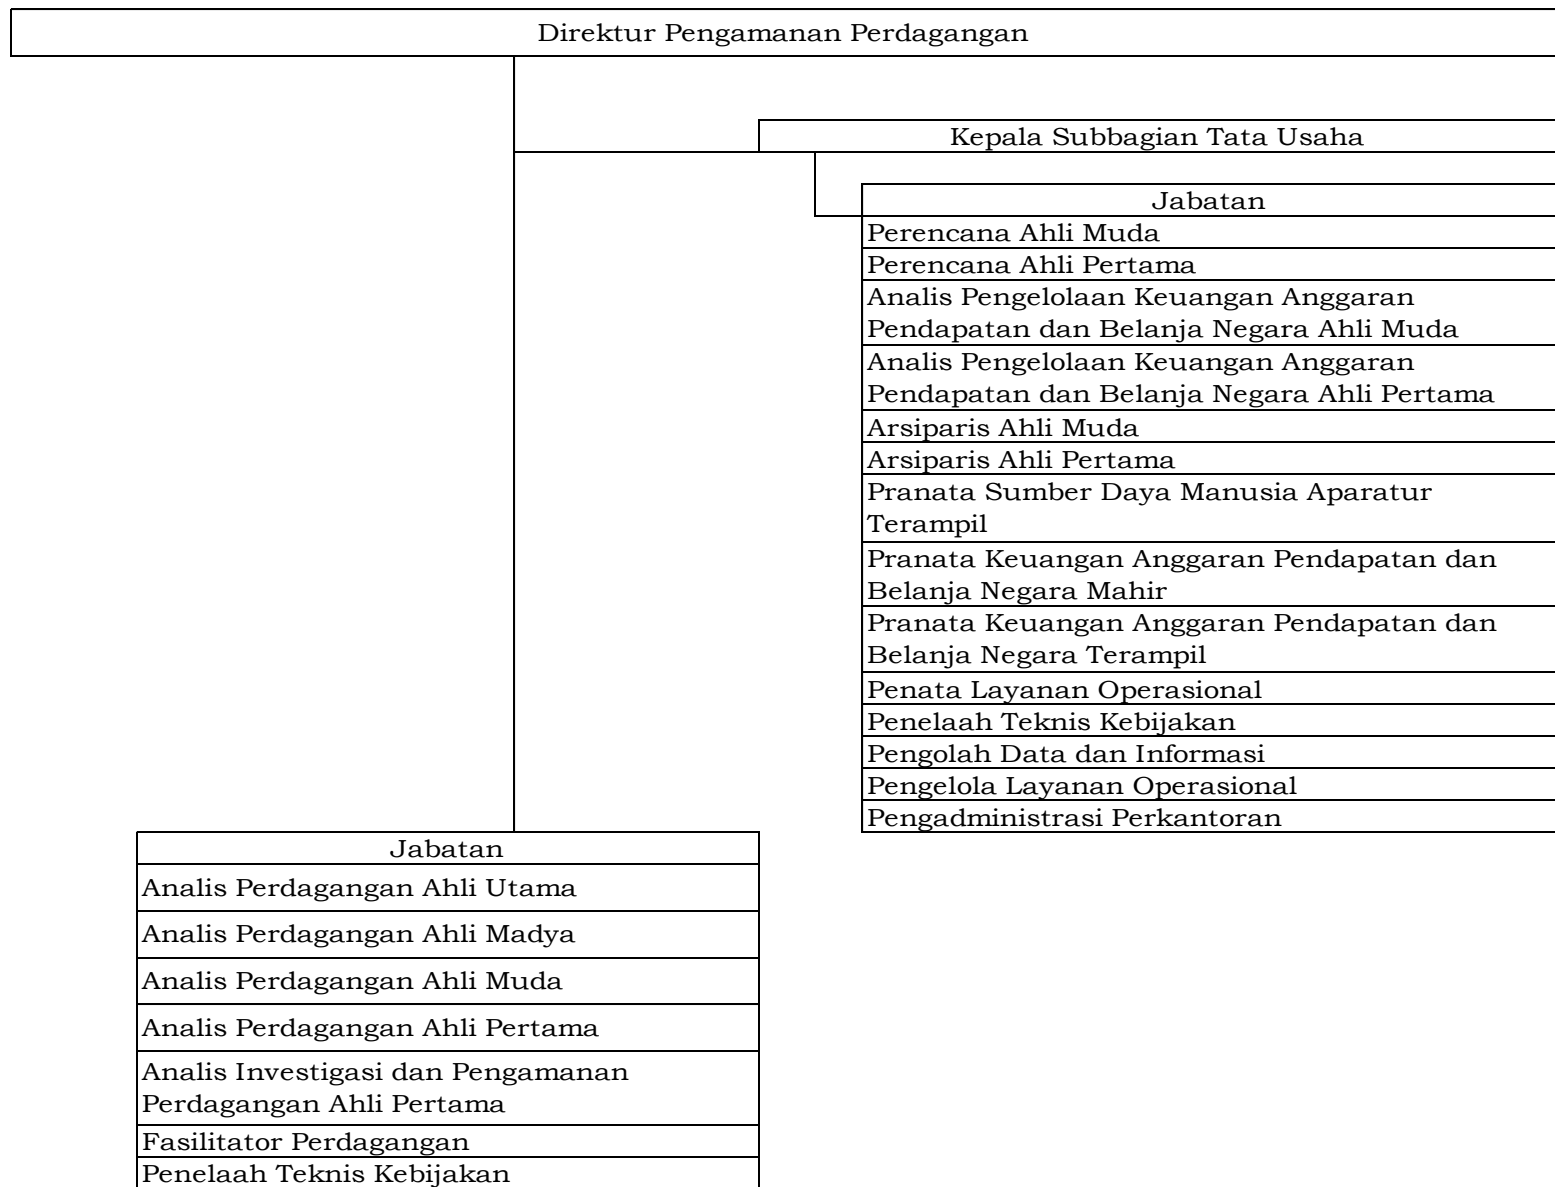 Direktur Pengamanan Perdagangan
Kepala Subbagian Tata Usaha
Jabatan
Perencana Ahli Muda
Perencana Ahli Pertama
Analis Pengelolaan Keuangan Anggaran
Pendapatan dan Belanja Negara Ahli Muda
Analis Pengelolaan Keuangan Anggaran
Pendapatan dan Belanja Negara Ahli Pertama
Arsiparis Ahli Muda
Arsiparis Ahli Pertama
Pranata Sumber Daya Manusia Aparatur
Terampil
Pranata Keuangan Anggaran Pendapatan dan
Belanja Negara Mahir
Pranata Keuangan Anggaran Pendapatan dan
Belanja Negara Terampil
Penata Layanan Operasional
Penelaah Teknis Kebijakan
Pengolah Data dan Informasi
Pengelola Layanan Operasional
Pengadministrasi Perkantoran
Jabatan
Analis Perdagangan Ahli Utama
Analis Perdagangan Ahli Madya
Analis Perdagangan Ahli Muda
Analis Perdagangan Ahli Pertama
Analis Investigasi dan Pengamanan
Perdagangan Ahli Pertama
Fasilitator Perdagangan
Penelaah Teknis Kebijakan